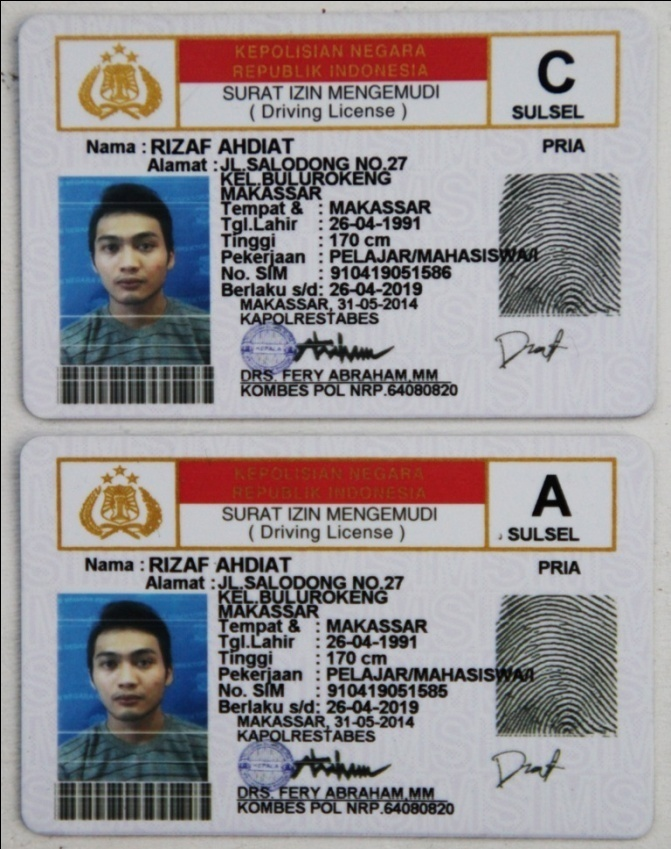 KEPOLISIAN NEGARA
REPUBLIK INDONESIA
SURAT IZIN MENGEMUDI
( Driving License )
C
SULSEL
Nama : RIZAF AHDIAT
PRIA
Alamat : JL.SALODONG NO.27
KEL.BULUROKENG
MAKASSAR
Tempat & : MAKASSAR
Tgl.Lahir : 26-04-1991
Tinggi : 170 cm
Pekerjaan : PELAJAR/MAHASISWA/I
No. SIM : 910419051586
Berlaku s/d: 26-04-2019
MAKASSAR, 31-05-2014
KAPOLRESTABES
DRS. FERY ABRAHAM,MM
KOMBES POL NRP.64080820
KEPOLISIAN NEGARA
REPUBLIK INDONESIA
SURAT IZIN MENGEMUDI
( Driving License )
A
SULSEL
Nama : RIZAF AHDIAT
PRIA
Alamat : JL.SALODONG NO.27
KEL.BULUROKENG
MAKASSAR
Tempat & : MAKASSAR
Tgl.Lahir : 26-04-1991
Tinggi : 170 cm
Pekerjaan : PELAJAR/MAHASISWA/I
No. SIM : 910419051585
Berlaku s/d: 26-04-2019
MAKASSAR, 31-05-2014
KAPOLRESTABES
DRS. FERY ABRAHAM,MM
KOMBES POL NRP.64080820